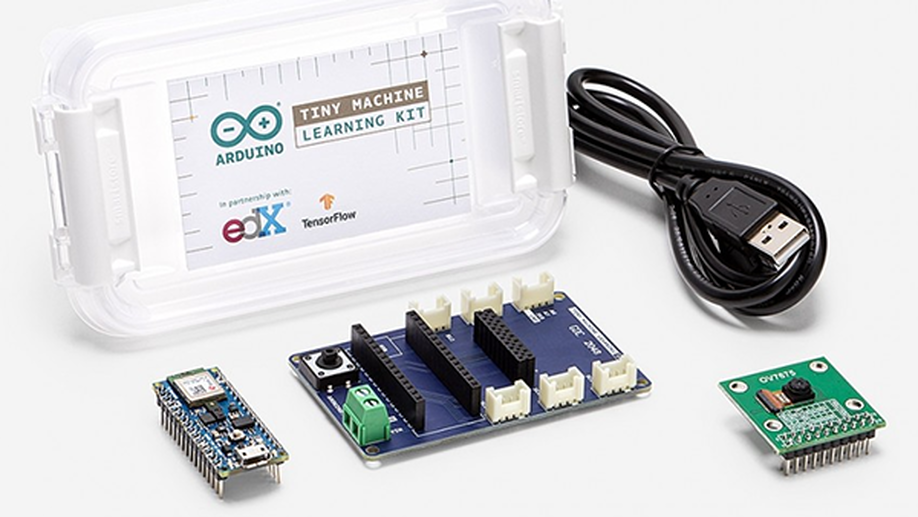 TINY MACHINE
LEARNING KIT
ARDUINO
In partnership with:
edX
TensorFlow
OV7675